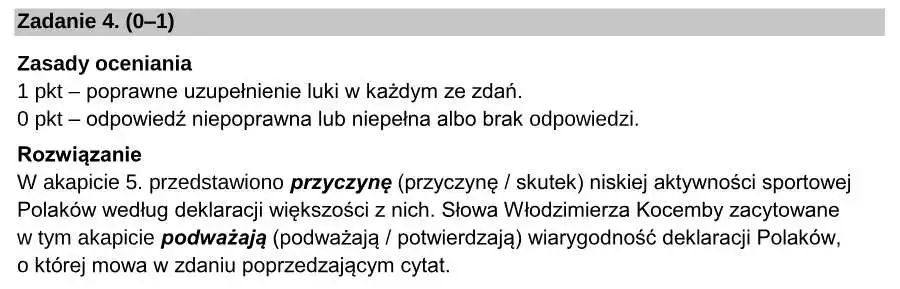 Zadanie 4. (0–1)
Zasady oceniania
1 pkt – poprawne uzupełnienie luki w każdym ze zdań.
0 pkt – odpowiedź niepoprawna lub niepełna albo brak odpowiedzi.
Rozwiązanie
W akapicie 5. przedstawiono przyczynę (przyczynę / skutek) niskiej aktywności sportowej
Polaków według deklaracji większości z nich. Słowa Włodzimierza Kocemby zacytowane
w tym akapicie podważają (podważają / potwierdzają) wiarygodność deklaracji Polaków,
o której mowa w zdaniu poprzedzającym cytat.